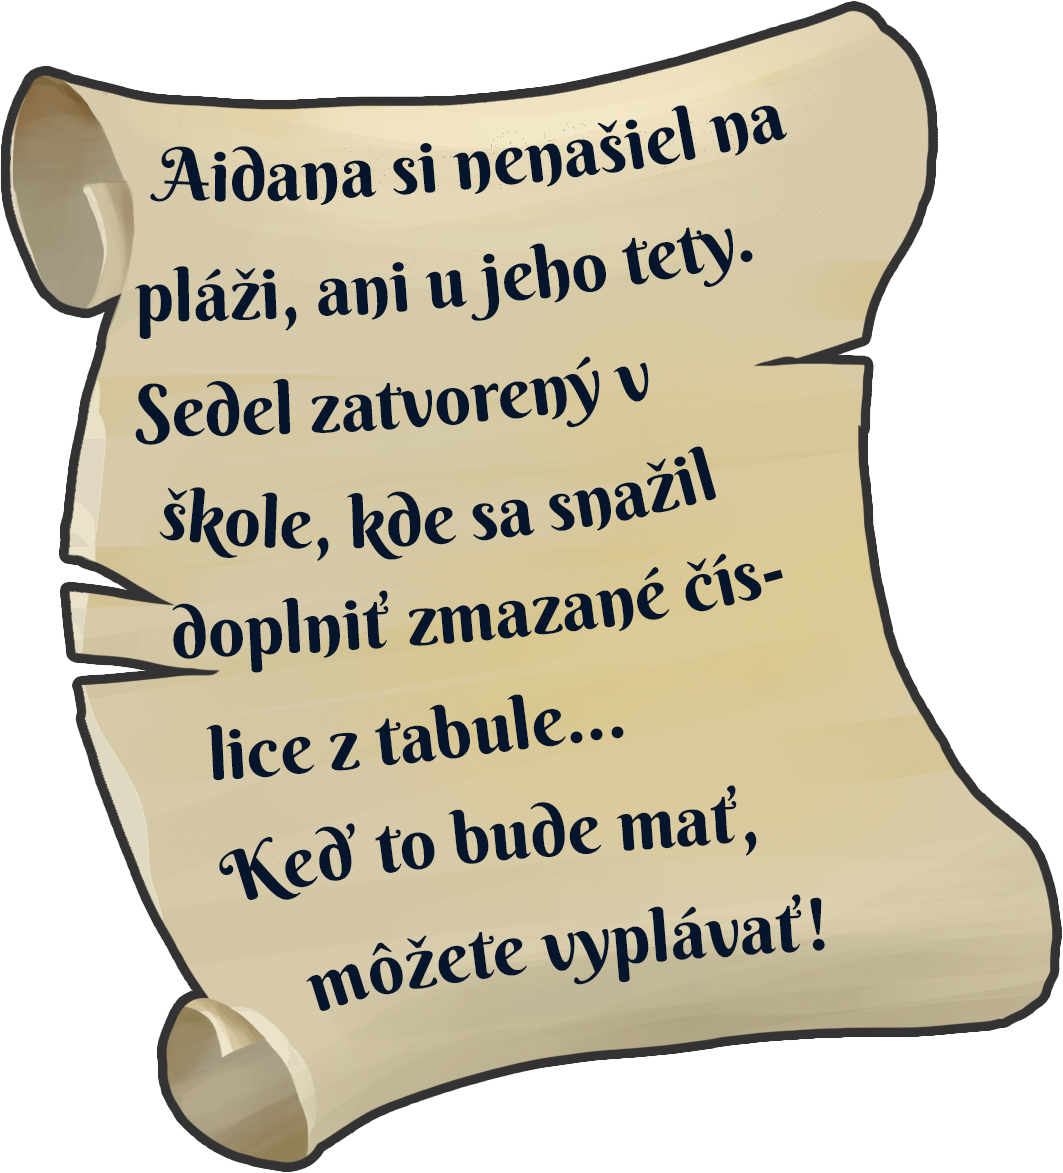 Aidana si nenašiel na
pláži, ani u jeho tety.
Sedel zatvorený v
škole, kde sa snažil
doplniť zmazané čís-
lice z tabule...
Keď to bude mať,
môžete vyplávať!